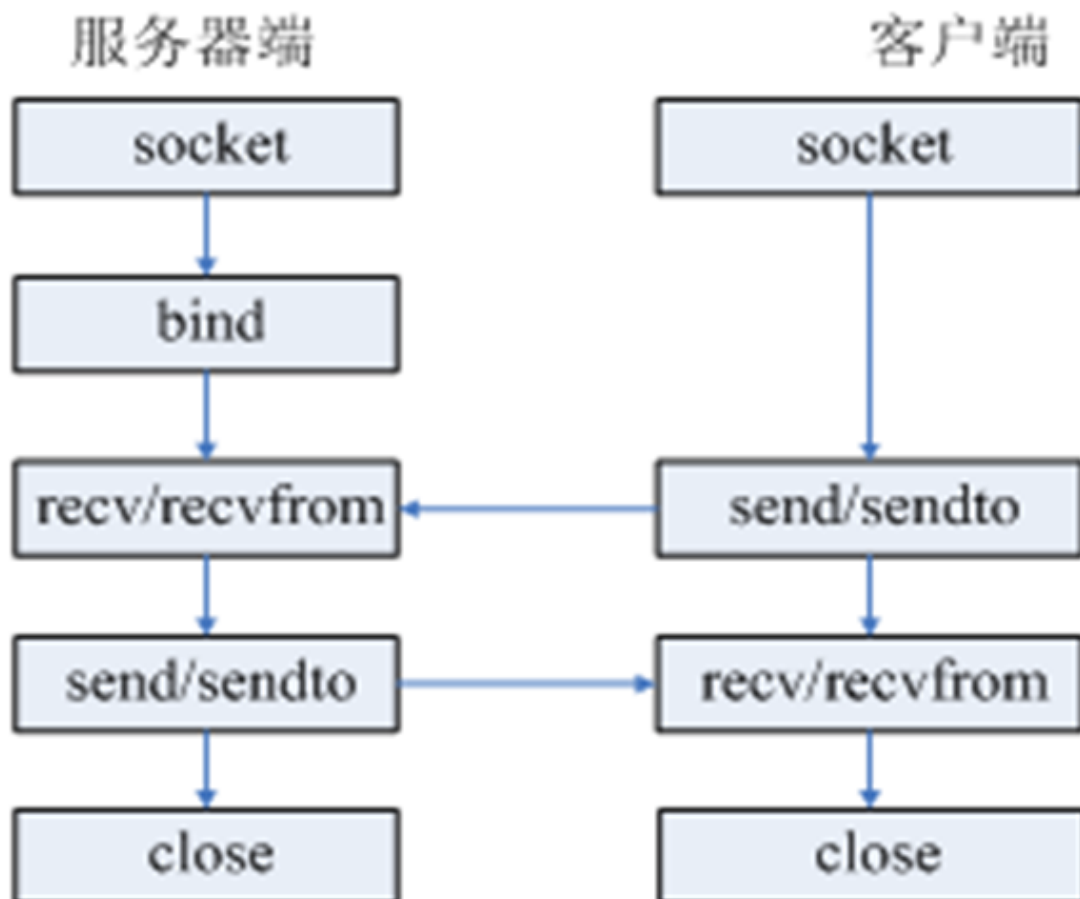 服务器端
客户端
socket
socket
bind
recv/recvfrom
send/sendto
send/sendto
recv/recvfrom
close
close